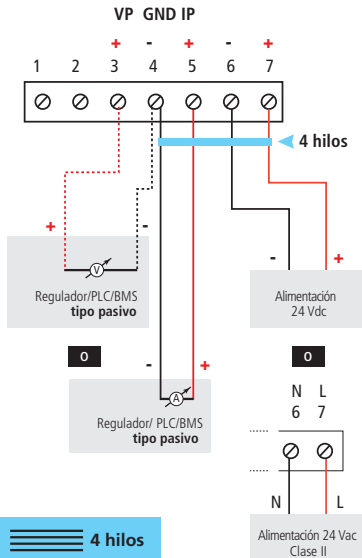 VP GND IP
+ - + - +
1 2 3 4 5 6 7
4 hilos
+ -
V
Regulador/PLC/BMS
tipo pasivo
- +
Alimentación
24 Vdc
o
o
- +
A
Regulador/ PLC/BMS
tipo pasivo
N L
6 7
N L
Alimentación 24 Vac
Clase II
4 hilos